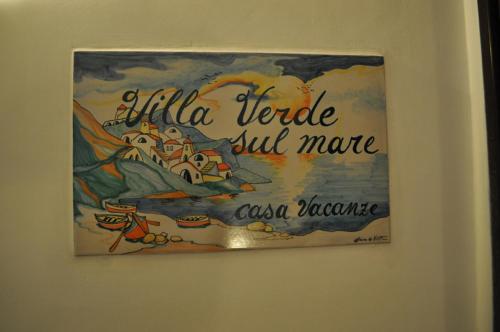 Villa Verde
sul mare
casa Vacanze